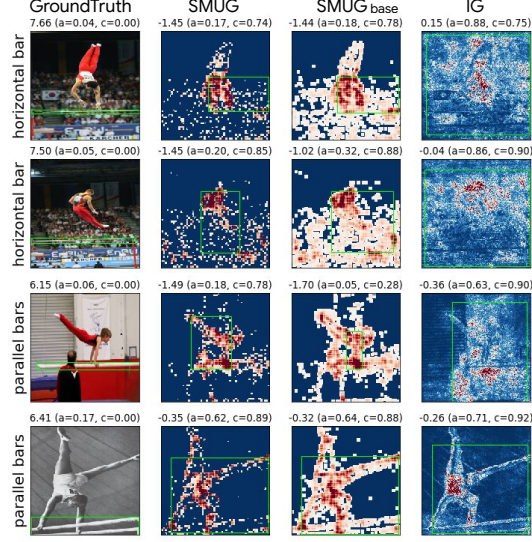 GroundTruth SMUG SMUG base IG
7.66 (a=0.04, c=0.00) -1.45 (a=0.17, c=0.74) -1.44 (a=0.18, c=0.78) 0.15 (a=0.88, c=0.75)
horizontal bar
7.50 (a=0.05, c=0.00) -1.45 (a=0.20, c=0.85) -1.02 (a=0.32, c=0.88) -0.04 (a=0.86, c=0.90)
horizontal bar
6.15 (a=0.06, c=0.00) -1.49 (a=0.18, c=0.78) -1.70 (a=0.05, c=0.28) -0.36 (a=0.63, c=0.90)
parallel bars
6.41 (a=0.17, c=0.00) -0.35 (a=0.62, c=0.89) -0.32 (a=0.64, c=0.88) -0.26 (a=0.71, c=0.92)
parallel bars